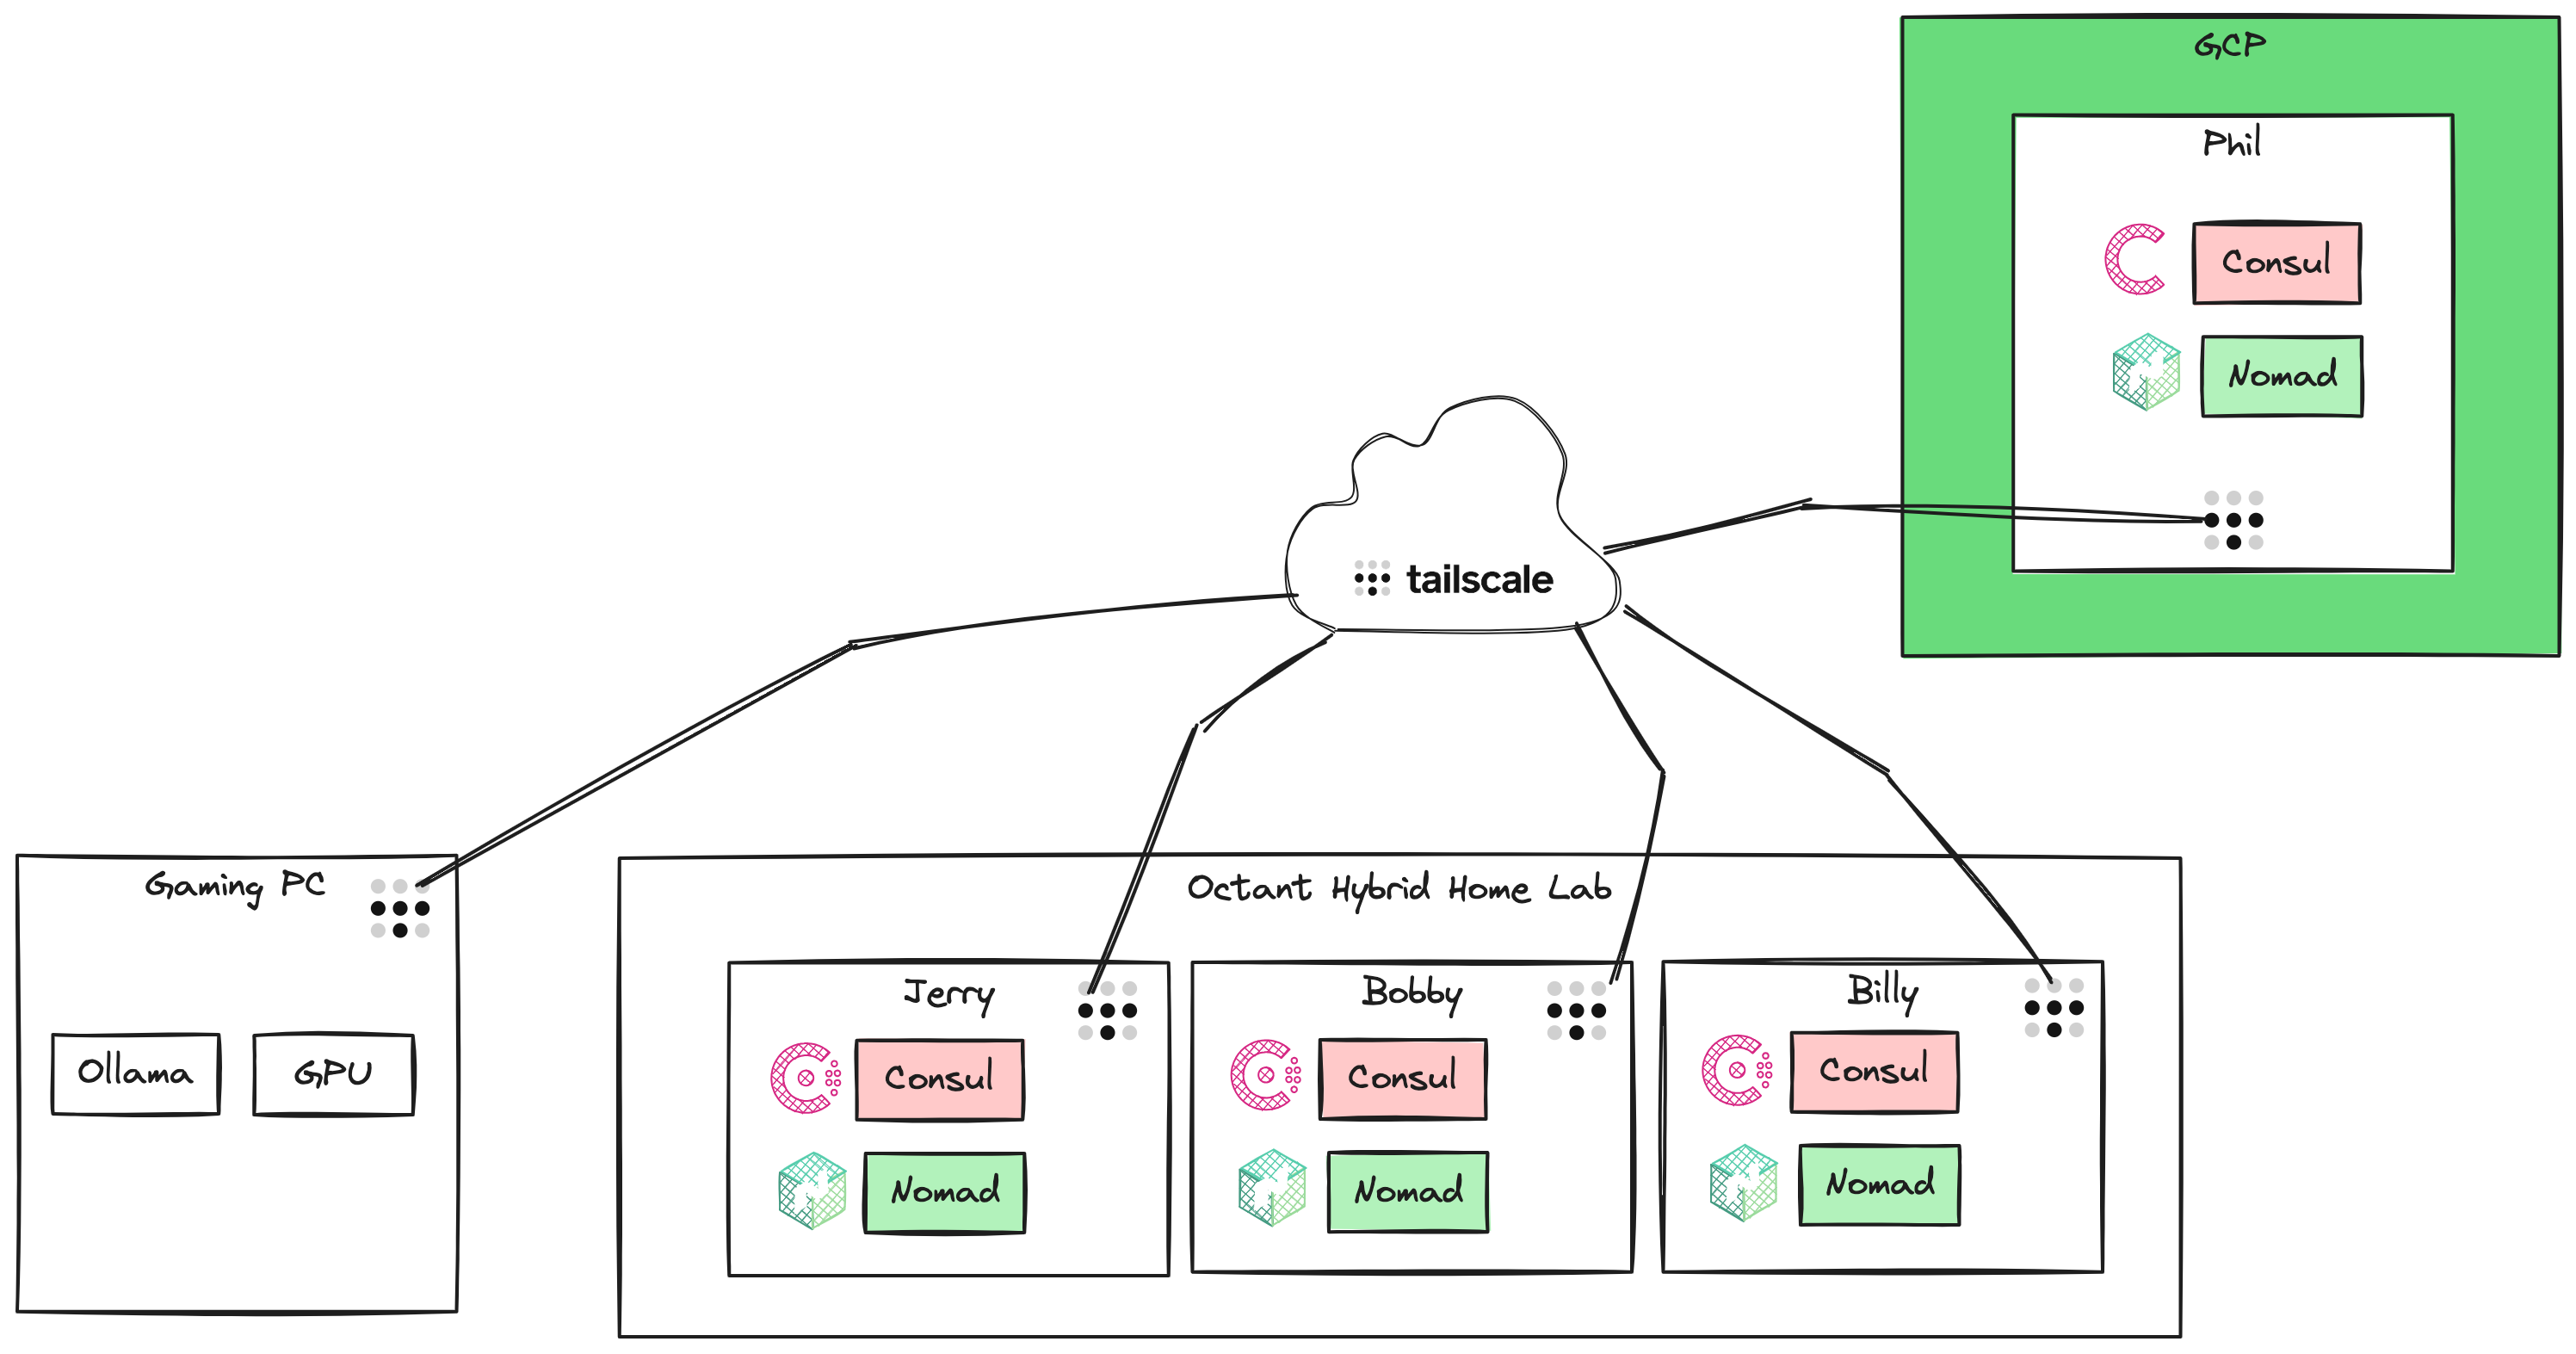 GCP
Phil
Consul
Nomad
tailscale
Gaming PC
Ollama
GPU
Octant Hybrid Home Lab
Jerry
Consul
Nomad
Bobby
Consul
Nomad
Billy
Consul
Nomad